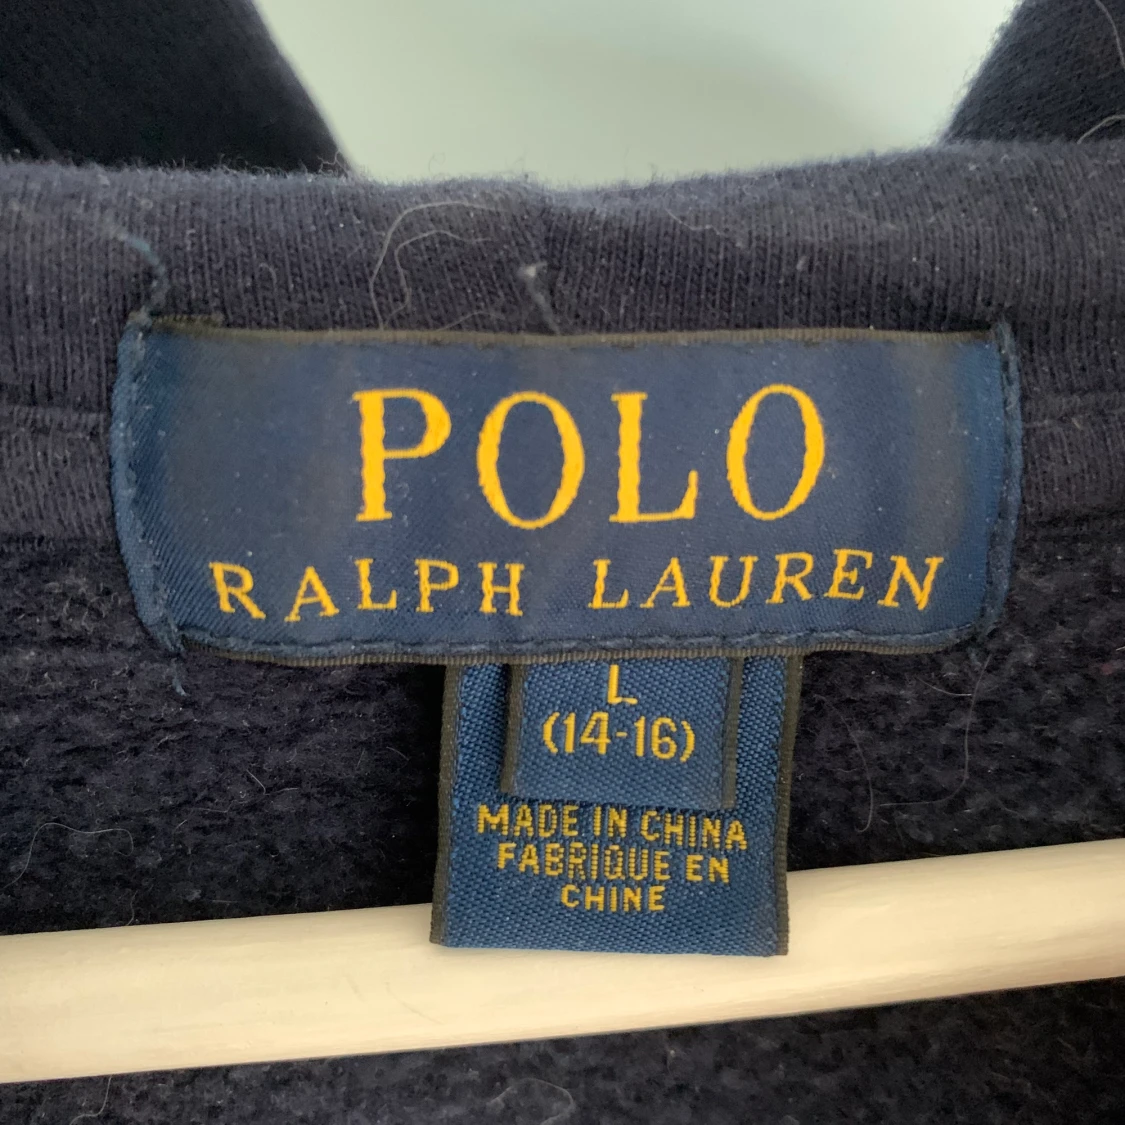 POLO
RALPH LAUREN
L
(14-16)
MADE IN CHINA
FABRIQUE EN
CHINE